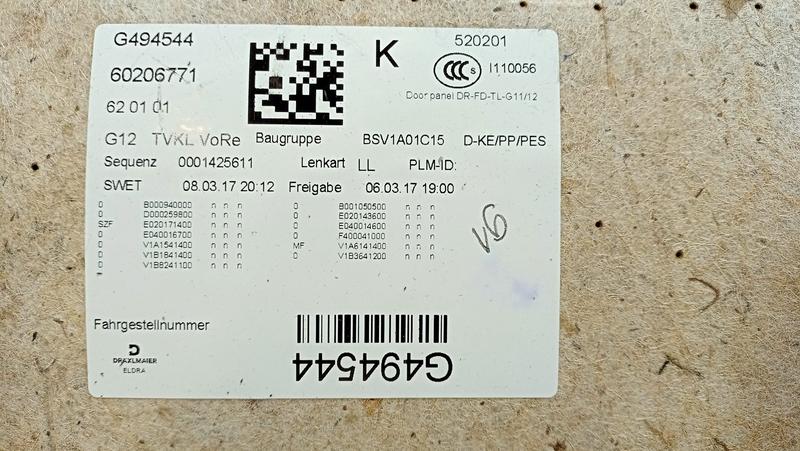 G494544
60206771
62 01 01
K
520201
CCC S I110056
Door panel DR-FD-TL-G11/12
G12 TVKL VoRe Baugruppe BSV1A01C15 D-KE/PP/PES
Sequenz 0001425611 Lenkart LL PLM-ID:
SWET 08.03.17 20:12 Freigabe 06.03.17 19:00
0 B000940000 n n n 0 B001050500 n n n
0 D000259800 n n n 0 E020143600 n n n
SZF E020171400 n n n 0 E040014600 n n n
0 E040016700 n n n 0 F400041000 n n n
0 V1A1541400 n n n MF V1A6141400 n n n
0 V1B1841400 n n n 0 V1B3641200 n n n
0 V1B8241100 n n n
Fahrgestellnummer
DRÄXLMAIER
ELDRA
G494544